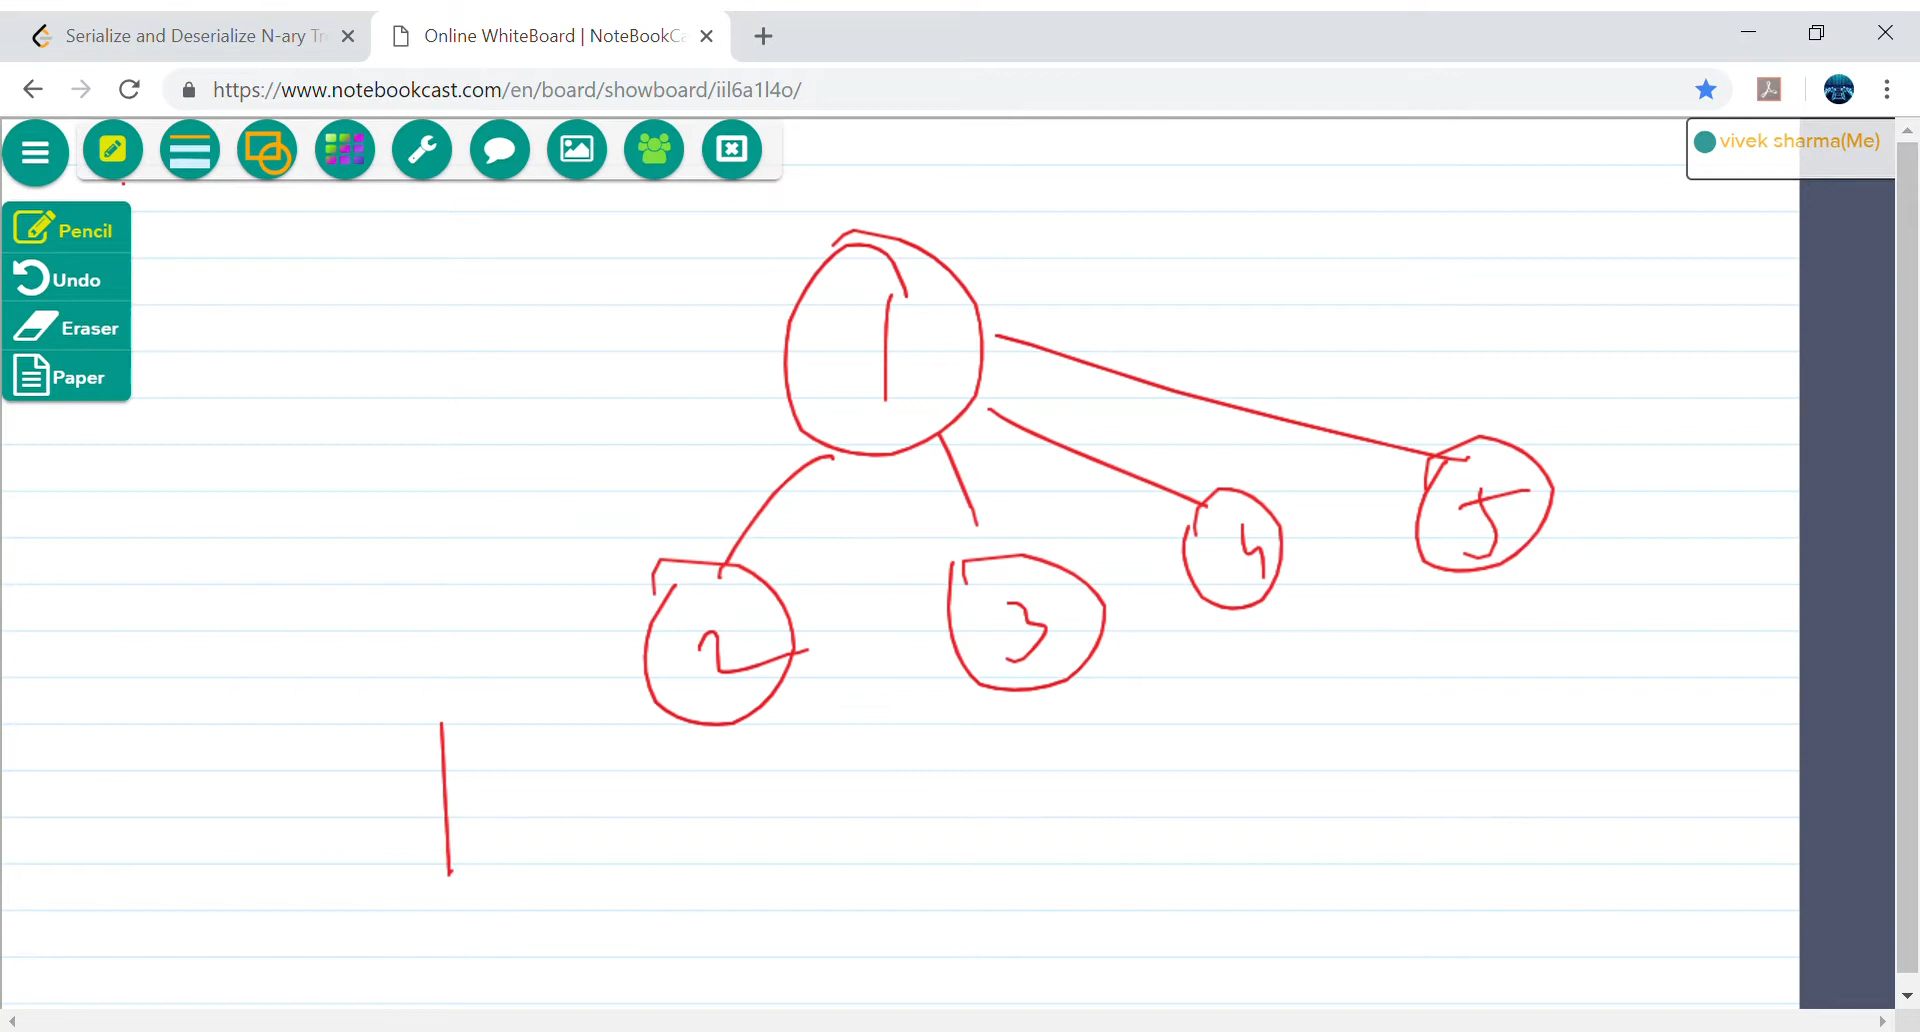 Serialize and Deserialize N-ary Tr
Online WhiteBoard | NoteBookCa
https://www.notebookcast.com/en/board/showboard/iil6a1l4o/
vivek sharma(Me)
Pencil
Undo
Eraser
Paper
1
2
3
4
5